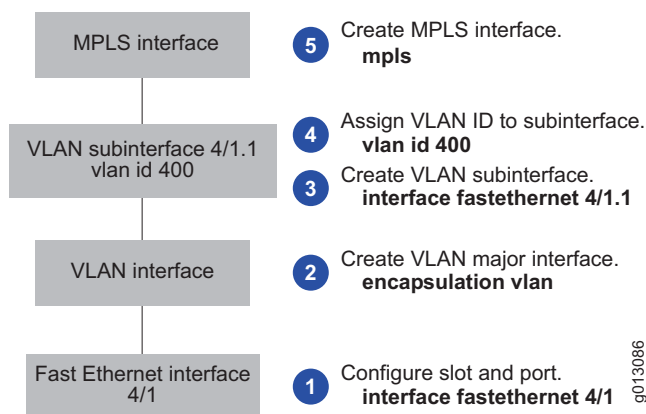 MPLS interface
5
Create MPLS interface.
mpls
VLAN subinterface 4/1.1
vlan id 400
4
Assign VLAN ID to subinterface.
vlan id 400
3
Create VLAN subinterface.
interface fastethernet 4/1.1
VLAN interface
2
Create VLAN major interface.
encapsulation vlan
Fast Ethernet interface
4/1
1
Configure slot and port.
interface fastethernet 4/1
g013086